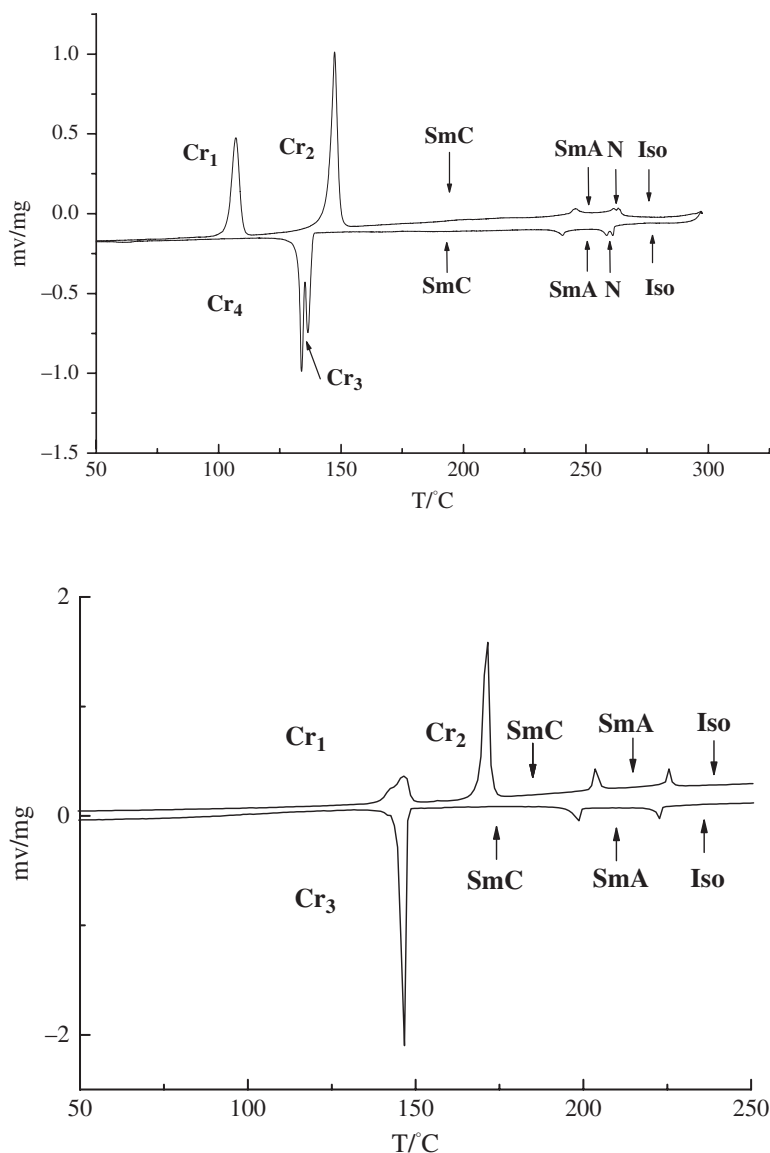 1.0
0.5
0.0
−0.5
−1.0
−1.5
mv/mg
Cr1
Cr2
SmC
SmA N Iso
SmC
SmA N Iso
Cr4
Cr3
50 100 150 200 250 300
T/°C
2
0
−2
mv/mg
Cr1
Cr2
SmC
SmA
Iso
SmC
SmA
Iso
Cr3
50 100 150 200 250
T/°C